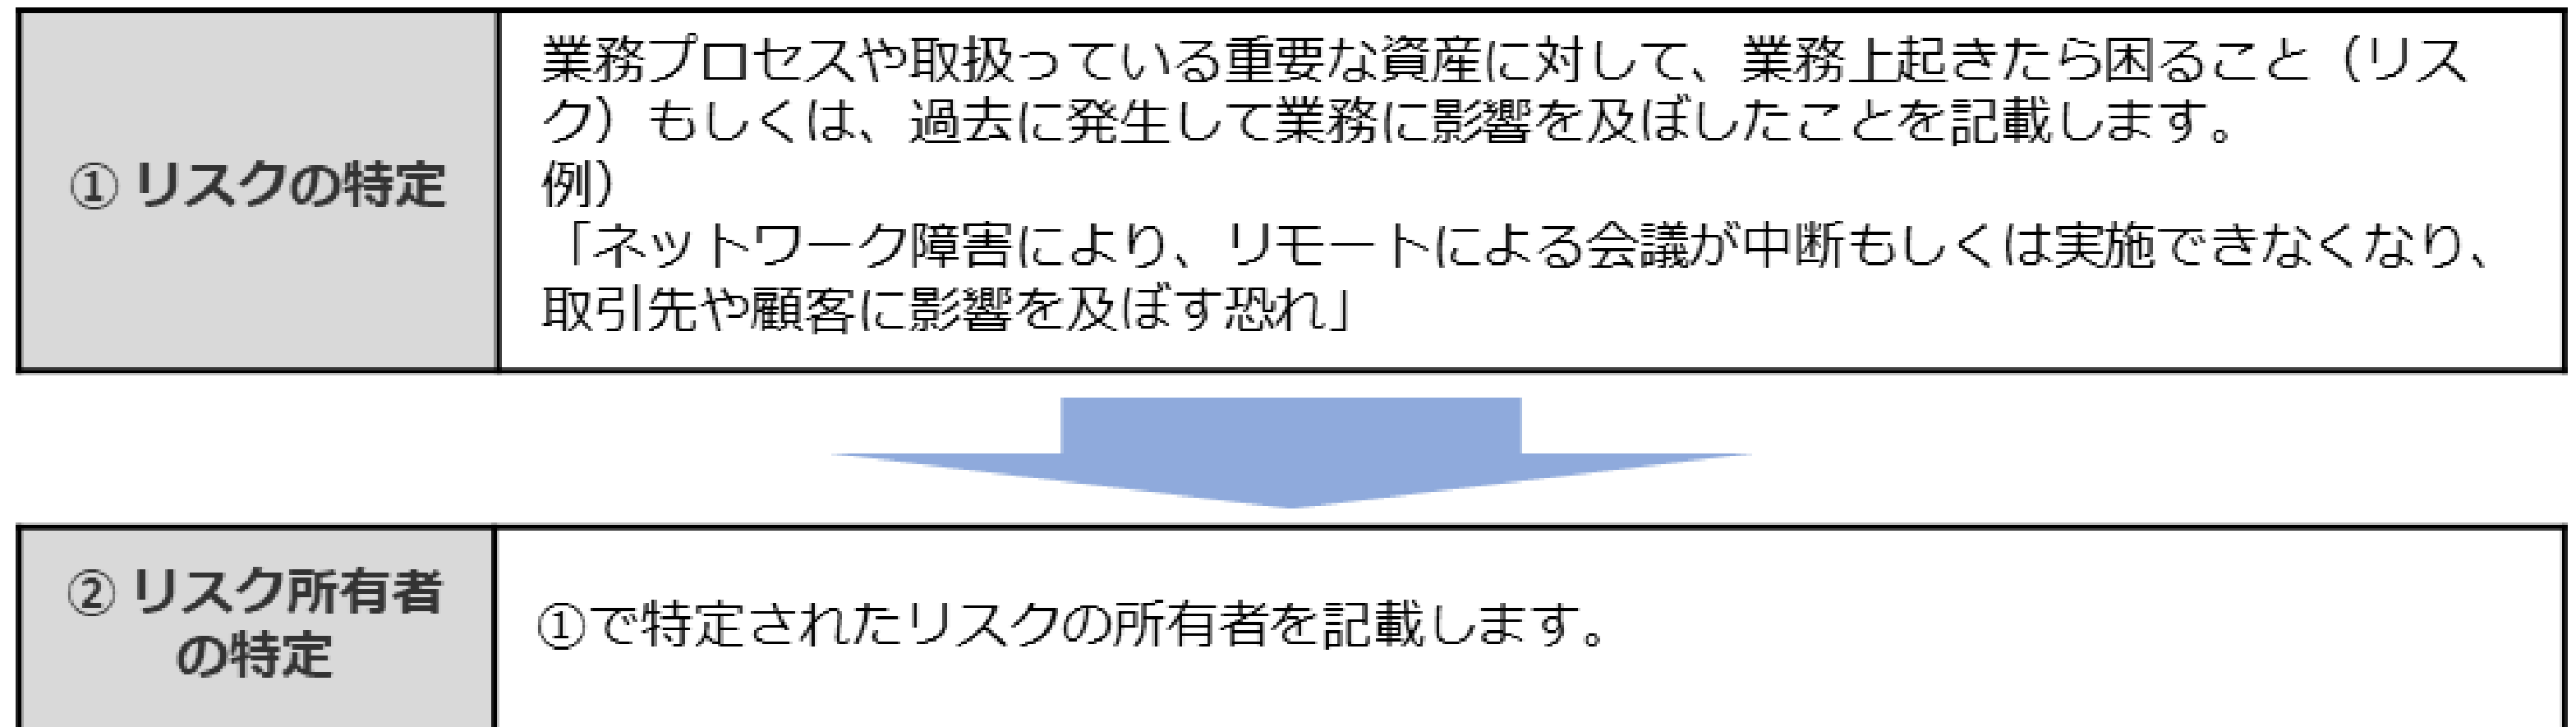 ① リスクの特定
業務プロセスや取扱っている重要な資産に対して、業務上起きたら困ること（リス
ク）もしくは、過去に発生して業務に影響を及ぼしたことを記載します。
例）
「ネットワーク障害により、リモートによる会議が中断もしくは実施できなくなり、
取引先や顧客に影響を及ぼす恐れ」
② リスク所有者
の特定
①で特定されたリスクの所有者を記載します。